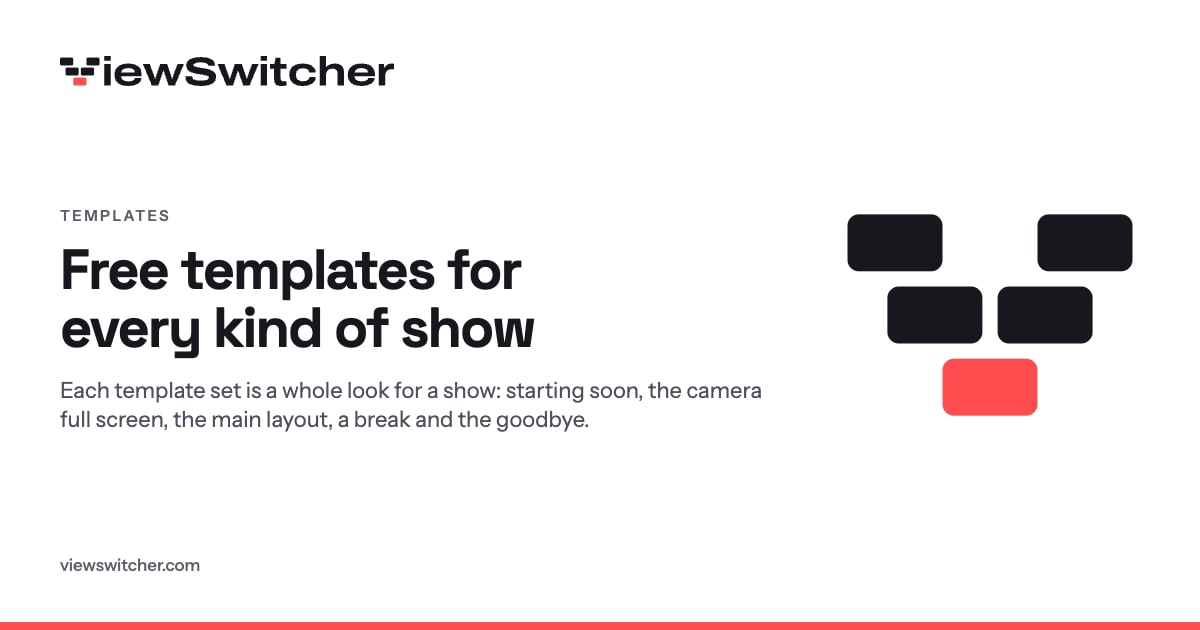 ViewSwitcher
TEMPLATES
Free templates for
every kind of show
Each template set is a whole look for a show: starting soon, the camera
full screen, the main layout, a break and the goodbye.
viewswitcher.com